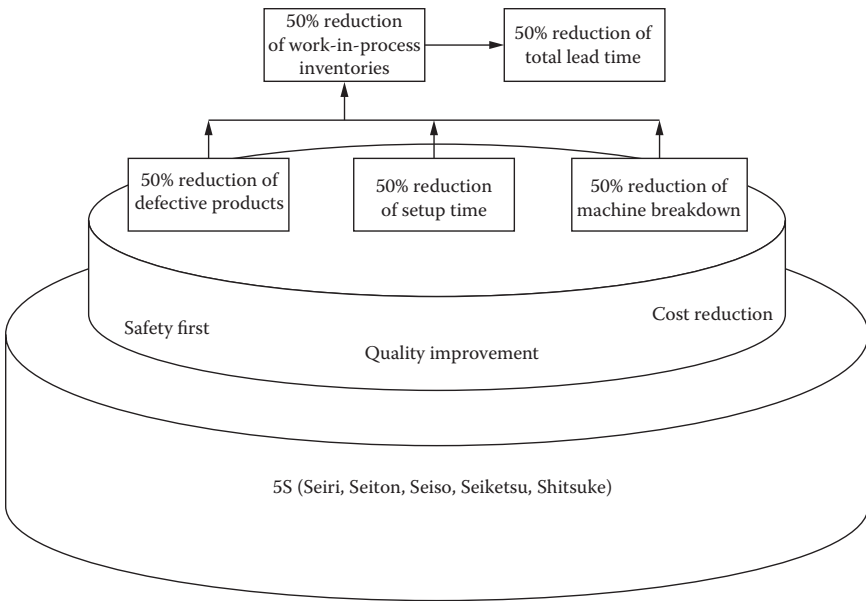 50% reduction
of work-in-process
inventories
50% reduction of
total lead time
50% reduction of
defective products
50% reduction
of setup time
50% reduction of
machine breakdown
Safety first
Quality improvement
Cost reduction
5S (Seiri, Seiton, Seiso, Seiketsu, Shitsuke)